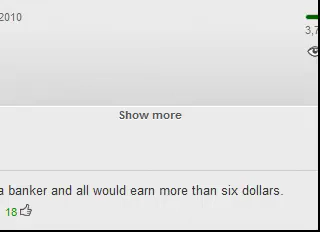 2010
3,7
Show more
a banker and all would earn more than six dollars.
18